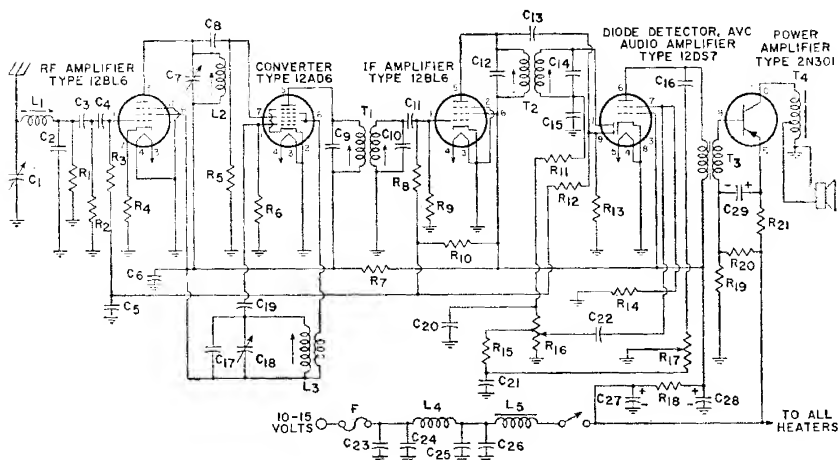 RF AMPLIFIER
TYPE 12BL6
CONVERTER
TYPE 12AD6
IF AMPLIFIER
TYPE 12BL6
DIODE DETECTOR, AVC
AUDIO AMPLIFIER
TYPE 12DS7
POWER
AMPLIFIER
TYPE 2N301
C8
C13
C7
L2
C12
T2
C14
C16
T4
L1
C3
C4
C2
C1
R1
R2
R3
R4
R5
R6
C9
T1
C10
C11
R8
R9
C15
R11
R12
R13
T3
C29
R21
R20
R19
R10
R7
C6
C5
C19
C17
C18
L3
C20
R16
C22
R14
R15
C21
R17
C27
R18
C28
10-15
VOLTS
F
L4
L5
C23
C24
C25
C26
TO ALL
HEATERS